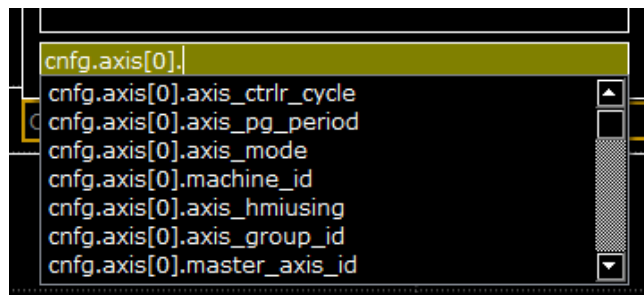 cnfg.axis[0].
cnfg.axis[0].axis_ctrlr_cycle
cnfg.axis[0].axis_pg_period
cnfg.axis[0].axis_mode
cnfg.axis[0].machine_id
cnfg.axis[0].axis_hmiusing
cnfg.axis[0].axis_group_id
cnfg.axis[0].master_axis_id